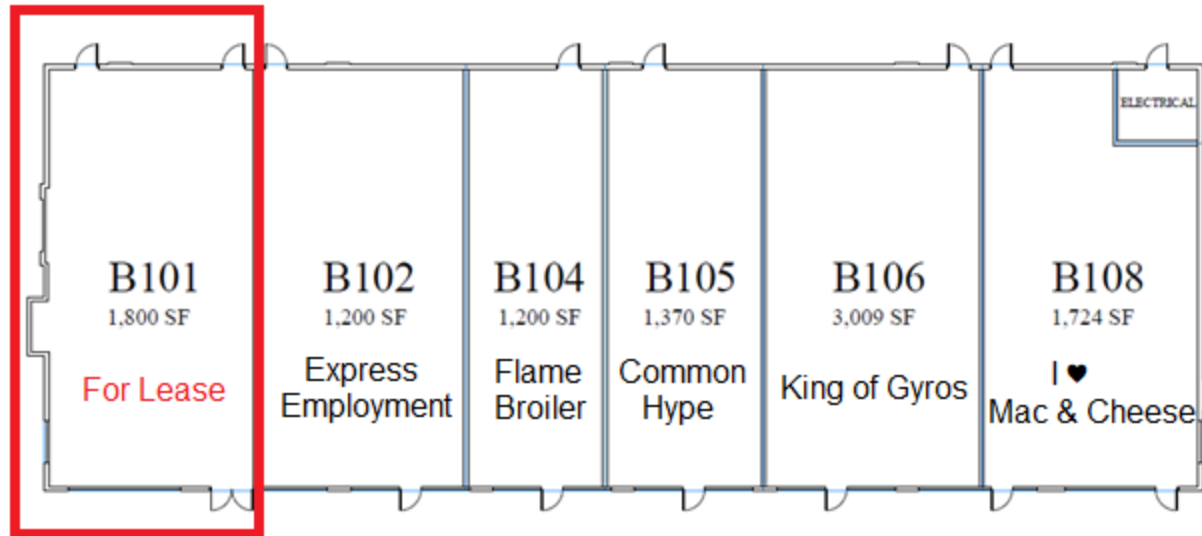 ELECTRICAL
B101
1,800 SF
For Lease
B102
1,200 SF
Express
Employment
B104
1,200 SF
Flame
Broiler
B105
1,370 SF
Common
Hype
B106
3,009 SF
King of Gyros
B108
1,724 SF
I ♥
Mac & Cheese